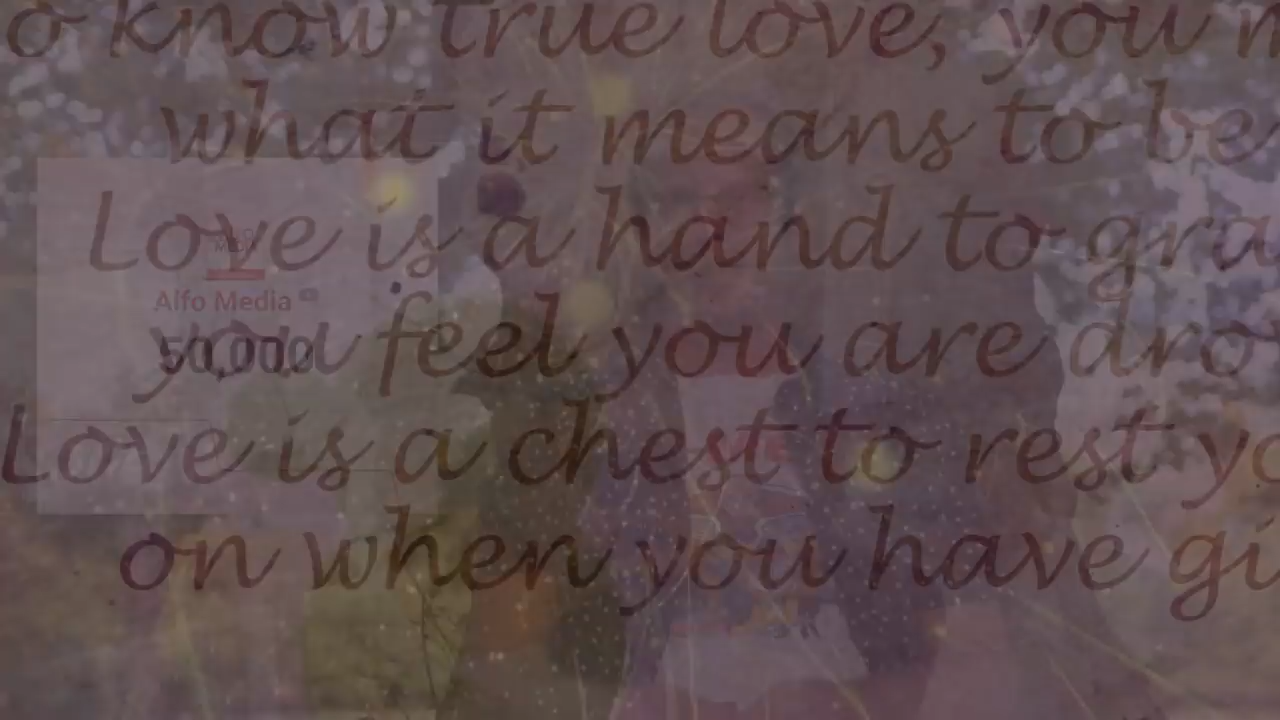 o know true love, you
what it means to be
Love is a hand to gra
you feel you are dro
Love is a chest to rest yo
on when you have gi
Alfo Media
50,000